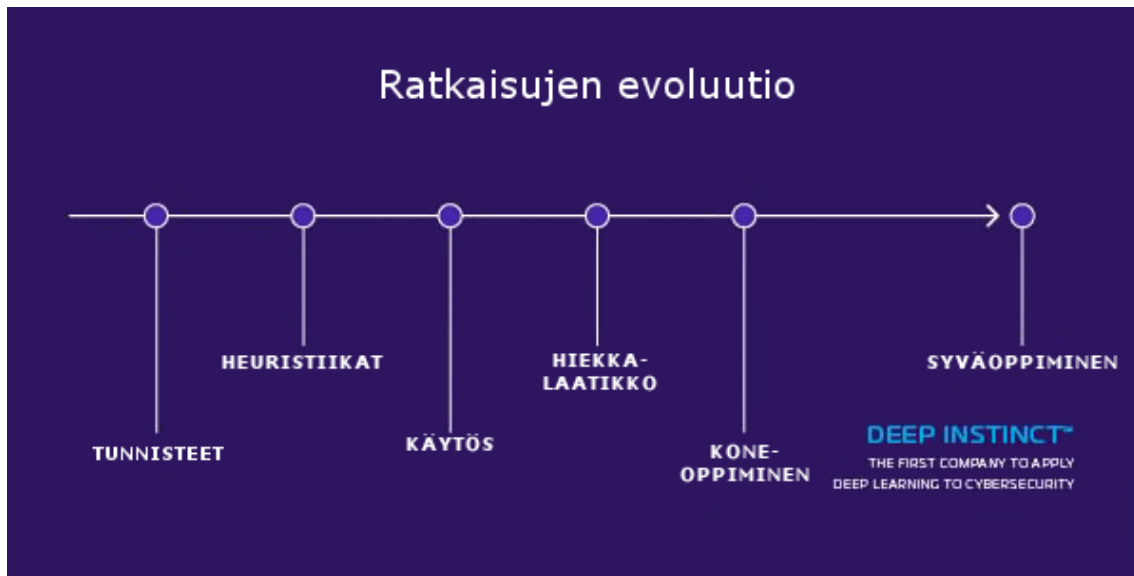 Ratkaisujen evoluutio
TUNNISTEET
HEURISTIIKAT
KÄYTÖS
HIEKKA-
LAATIKKO
KONE-
OPPIMINEN
SYVÄOPPIMINEN
DEEP INSTINCT™
THE FIRST COMPANY TO APPLY
DEEP LEARNING TO CYBERSECURITY